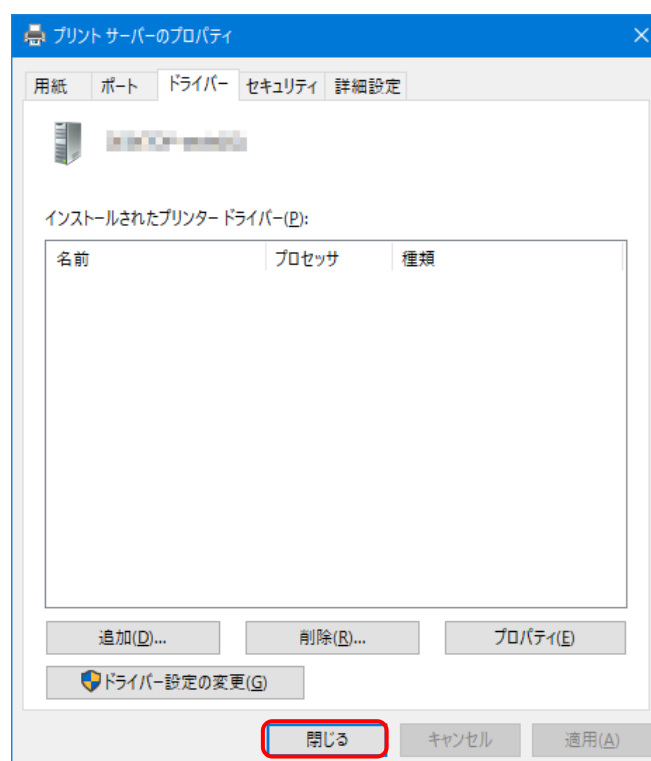 プリント サーバーのプロパティ
用紙 ポート ドライバー セキュリティ 詳細設定
インストールされたプリンター ドライバー(P):
名前 プロセッサ 種類
追加(D)... 削除(R)... プロパティ(E)
ドライバー設定の変更(G)
閉じる キャンセル 適用(A)